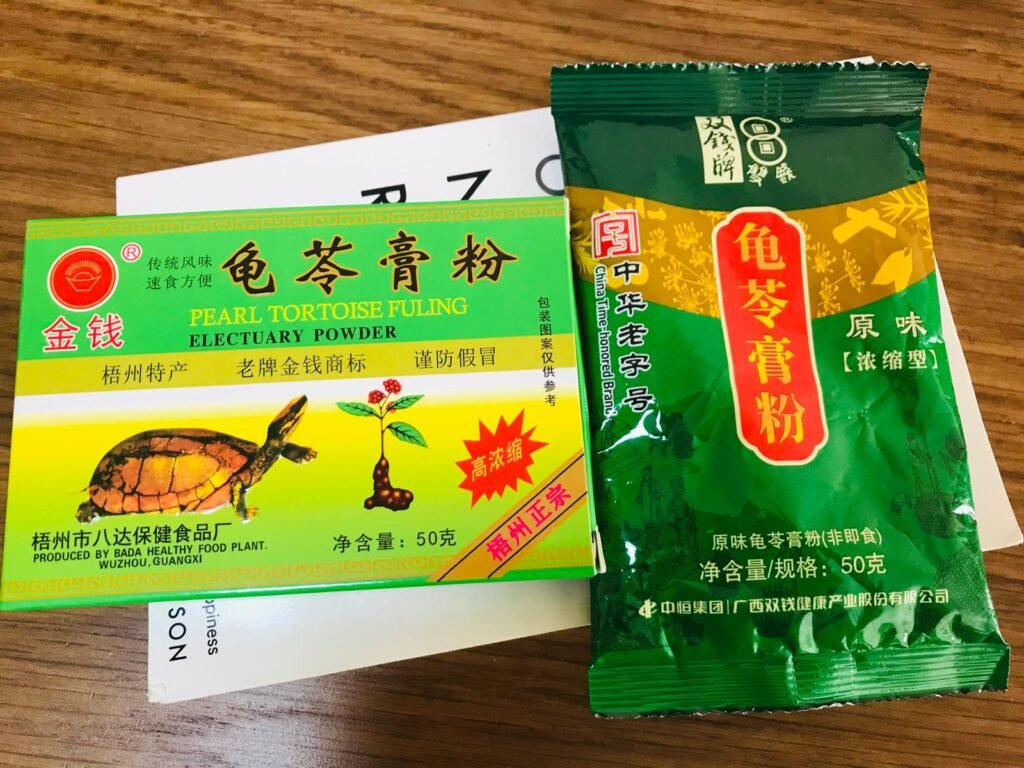 金钱
®
传统风味
速食方便
龟苓膏粉
PEARL TORTOISE FULING
ELECTUARY POWDER
梧州特产 老牌金钱商标 谨防假冒
包装图案仅供参考
高浓缩
梧州正宗
梧州市八达保健食品厂
PRODUCED BY BADA HEALTHY FOOD PLANT.
WUZHOU,GUANGXI
净含量：50克
双钱牌
®
双钱
中华老字号
China Time-honored Brand
龟苓膏粉
原味
【浓缩型】
原味龟苓膏粉(非即食)
净含量/规格：50克
中恒集团|广西双钱健康产业股份有限公司
N
R
ppiness
SON